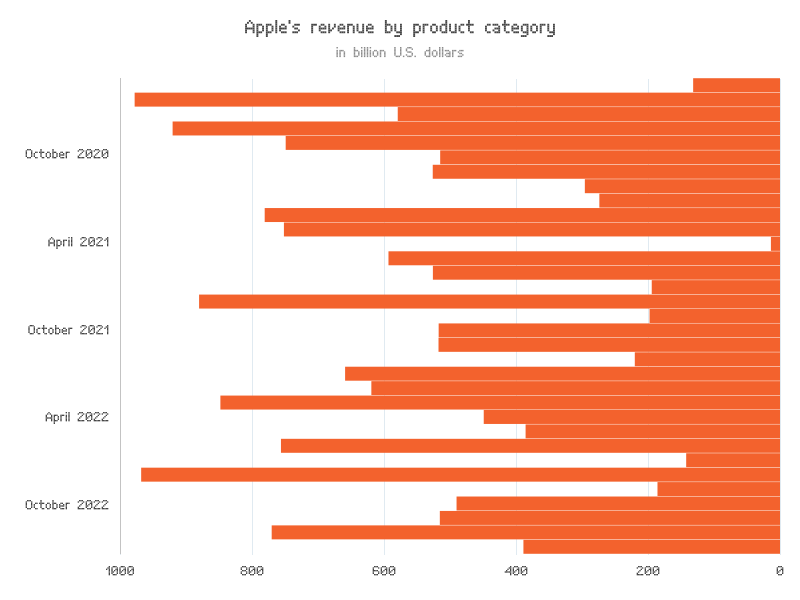 Apple's revenue by product category
in billion U.S. dollars
October 2020
April 2021
October 2021
April 2022
October 2022
1000 800 600 400 200 0